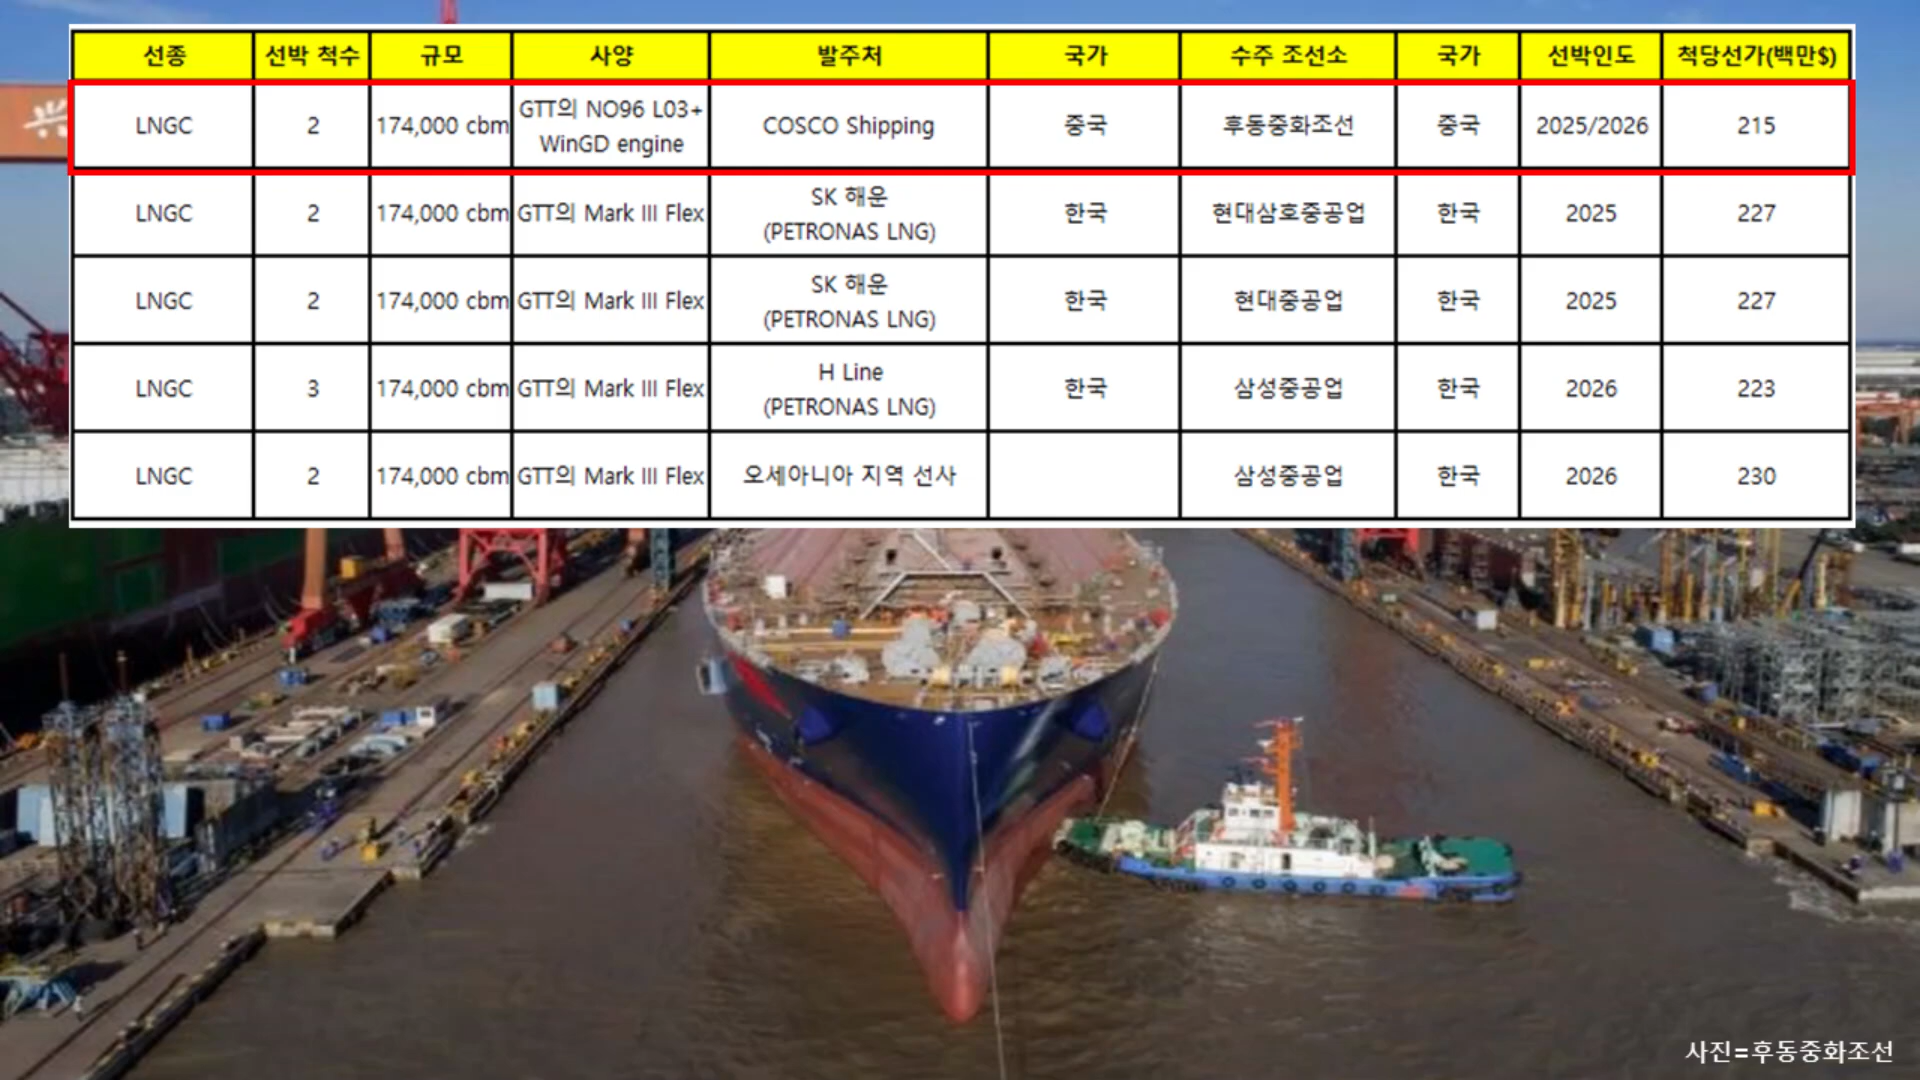 선종 선박 척수 규모 사양 발주처 국가 수주 조선소 국가 선박인도 척당선가(백만$)
LNGC 2 174,000 cbm GTT의 NO96 L03+ WinGD engine COSCO Shipping 중국 후동중화조선 중국 2025/2026 215
LNGC 2 174,000 cbm GTT의 Mark III Flex SK 해운 (PETRONAS LNG) 한국 현대삼호중공업 한국 2025 227
LNGC 2 174,000 cbm GTT의 Mark III Flex SK 해운 (PETRONAS LNG) 한국 현대중공업 한국 2025 227
LNGC 3 174,000 cbm GTT의 Mark III Flex H Line (PETRONAS LNG) 한국 삼성중공업 한국 2026 223
LNGC 2 174,000 cbm GTT의 Mark III Flex 오세아니아 지역 선사 삼성중공업 한국 2026 230
사진=후동중화조선